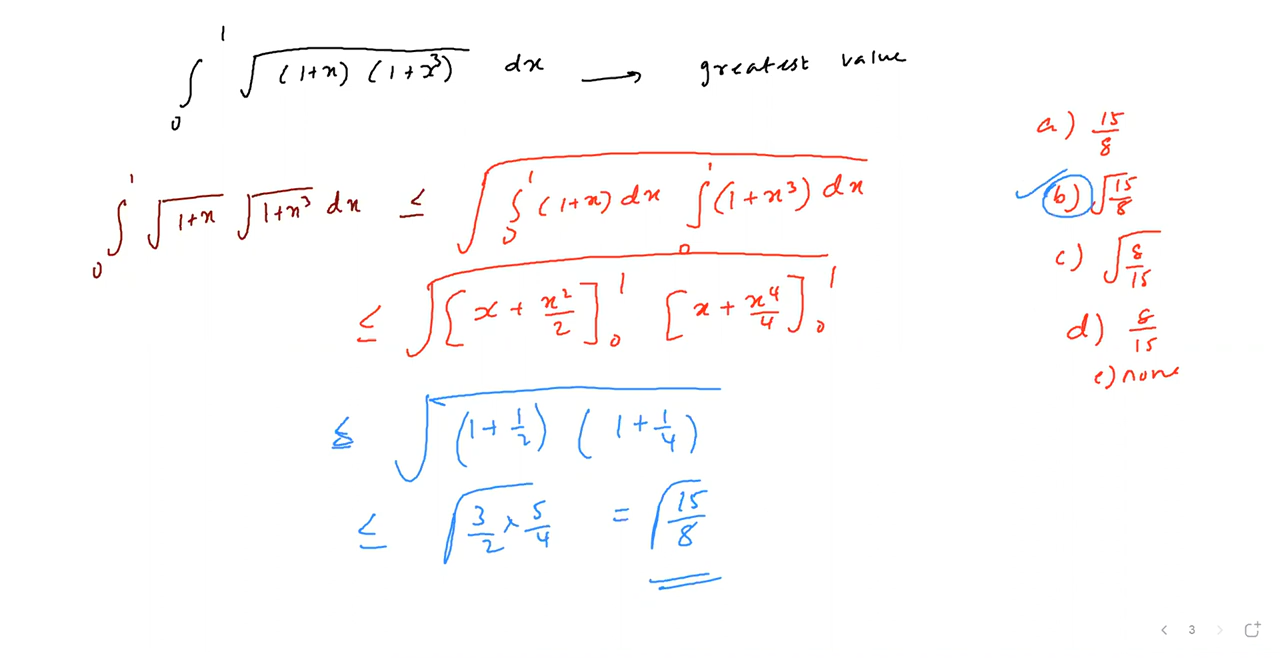 ∫₀¹ √((1+x) (1+x³)) dx ⟶ greatest value
∫₀¹ √(1+x) √(1+x³) dx ≤ √(∫₀¹ (1+x) dx ∫₀¹ (1+x³) dx)
≤ √([x + x²/2]₀¹ [x + x⁴/4]₀¹)
≤ √((1+1/2) (1+1/4))
≤ √(3/2 × 5/4) = √(15/8)
a) 15/8
b) √(15/8)
c) √(8/15)
d) 8/15
e) none
< 3 >